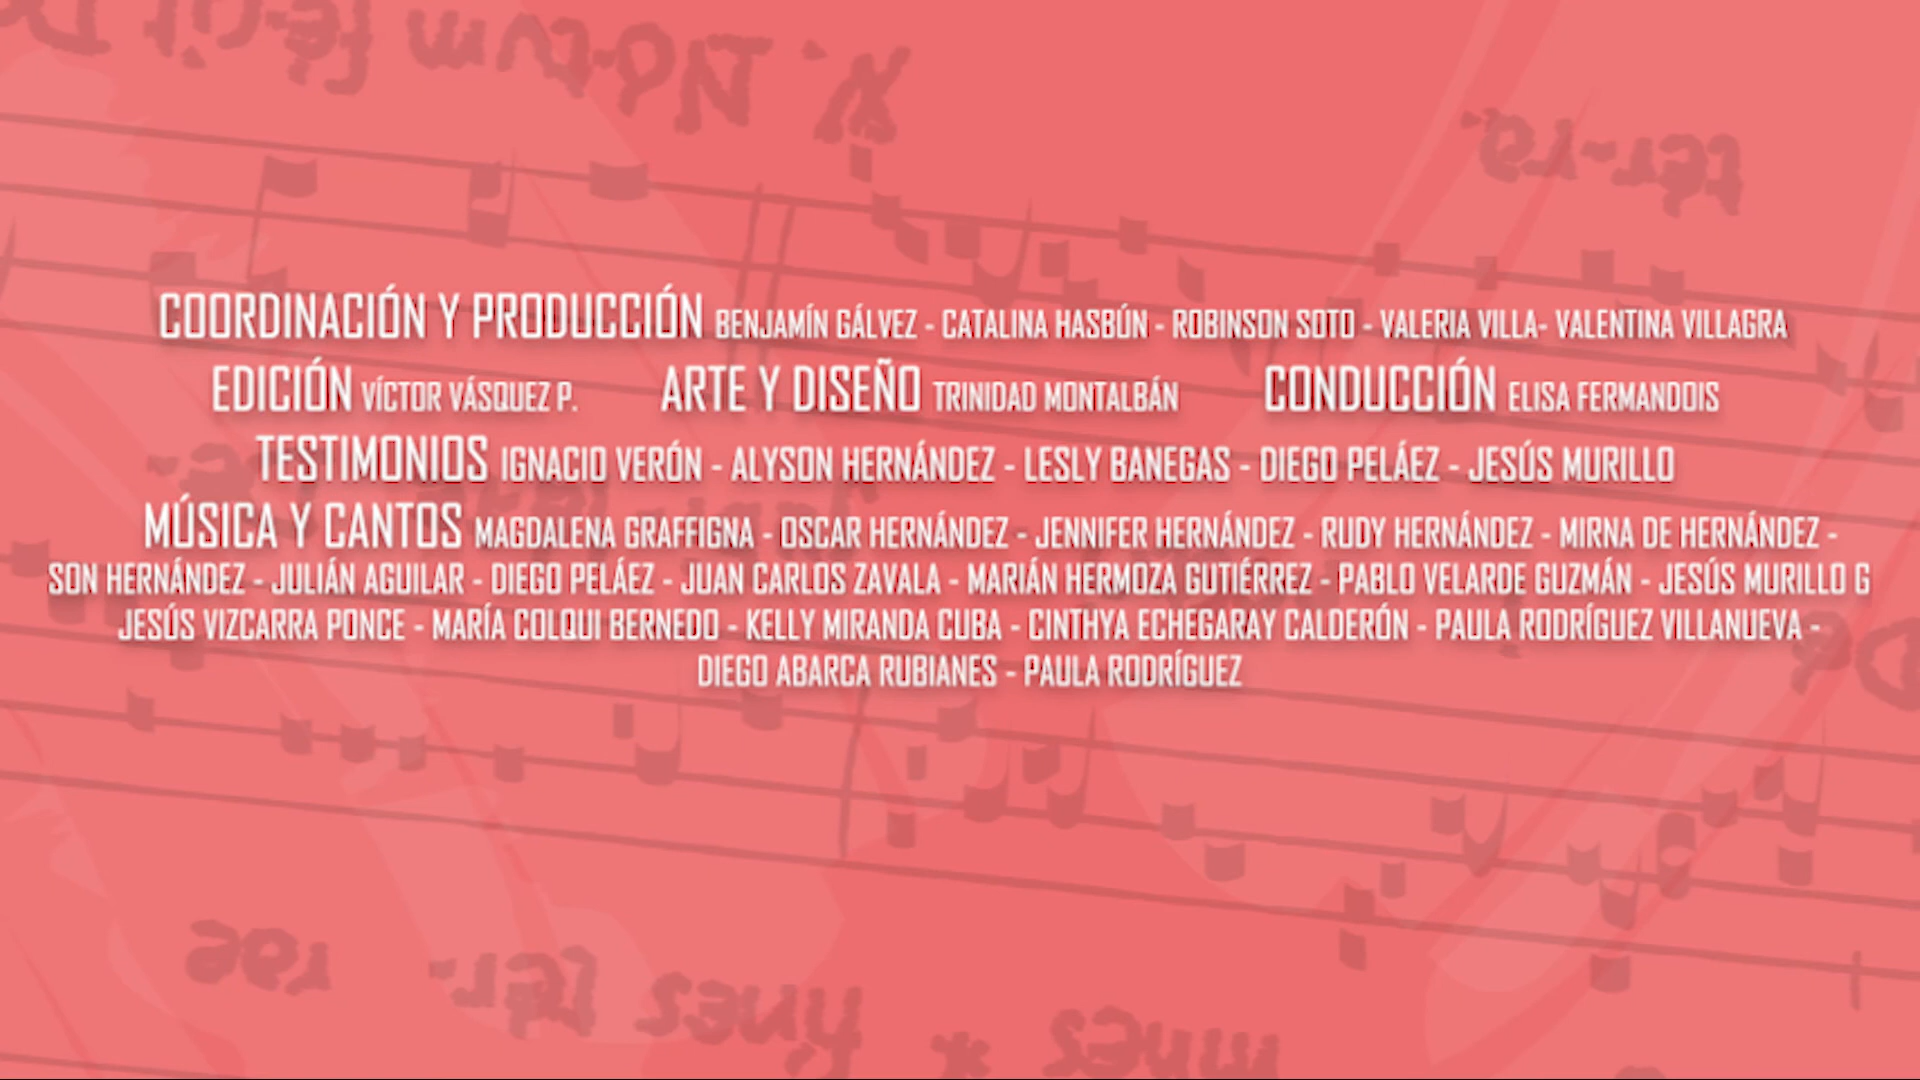 COORDINACIÓN Y PRODUCCIÓN BENJAMÍN GÁLVEZ - CATALINA HASBÚN - ROBINSON SOTO - VALERIA VILLA- VALENTINA VILLAGRA
EDICIÓN VÍCTOR VÁSQUEZ P. ARTE Y DISEÑO TRINIDAD MONTALBÁN CONDUCCIÓN ELISA FERMANDOIS
TESTIMONIOS IGNACIO VERÓN - ALYSON HERNÁNDEZ - LESLY BANEGAS - DIEGO PELÁEZ - JESÚS MURILLO
MÚSICA Y CANTOS MAGDALENA GRAFFIGNA - OSCAR HERNÁNDEZ - JENNIFER HERNÁNDEZ - RUDY HERNÁNDEZ - MIRNA DE HERNÁNDEZ -
SON HERNÁNDEZ - JULIÁN AGUILAR - DIEGO PELÁEZ - JUAN CARLOS ZAVALA - MARIÁN HERMOZA GUTIÉRREZ - PABLO VELARDE GUZMÁN - JESÚS MURILLO G
JESÚS VIZCARRA PONCE - MARÍA COLQUI BERNEDO - KELLY MIRANDA CUBA - CINTHYA ECHEGARAY CALDERÓN - PAULA RODRÍGUEZ VILLANUEVA -
DIEGO ABARCA RUBIANES - PAULA RODRÍGUEZ